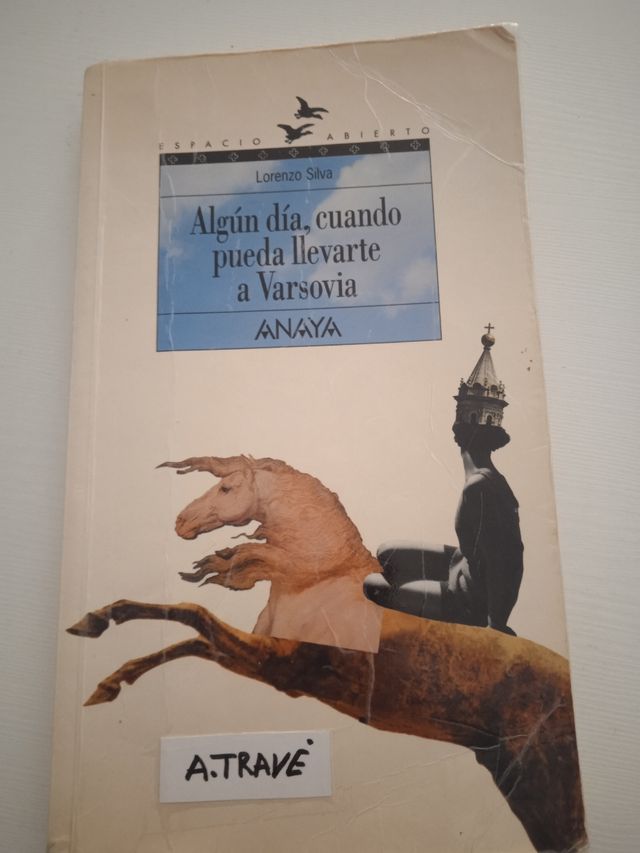 ESPACIO ABIERTO
Lorenzo Silva
Algún día, cuando
pueda llevarte
a Varsovia
ANAYA
A.TRAVÉ